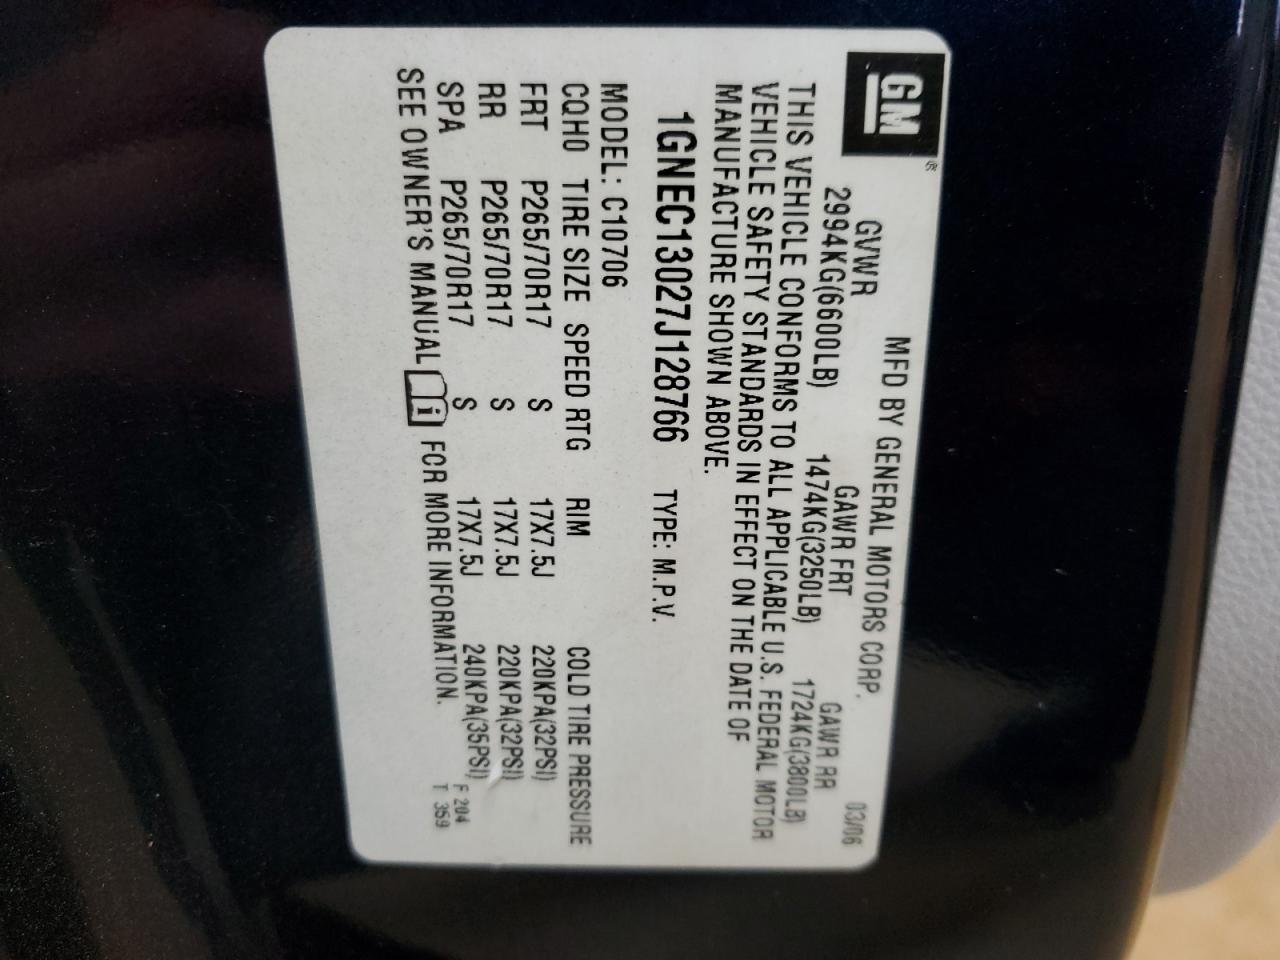 GM ®
MFD BY GENERAL MOTORS CORP.
03/06
GVWR GAWR FRT GAWR RR
2994KG(6600LB) 1474KG(3250LB) 1724KG(3800LB)
THIS VEHICLE CONFORMS TO ALL APPLICABLE U.S. FEDERAL MOTOR
VEHICLE SAFETY STANDARDS IN EFFECT ON THE DATE OF
MANUFACTURE SHOWN ABOVE.
1GNEC13027J128766 TYPE: M.P.V.
MODEL: C10706
CQH0 TIRE SIZE SPEED RTG RIM COLD TIRE PRESSURE
FRT P265/70R17 S 17X7.5J 220KPA(32PSI)
RR P265/70R17 S 17X7.5J 220KPA(32PSI)
SPA P265/70R17 S 17X7.5J 240KPA(35PSI)
SEE OWNER'S MANUAL i FOR MORE INFORMATION.
F 204
T 359